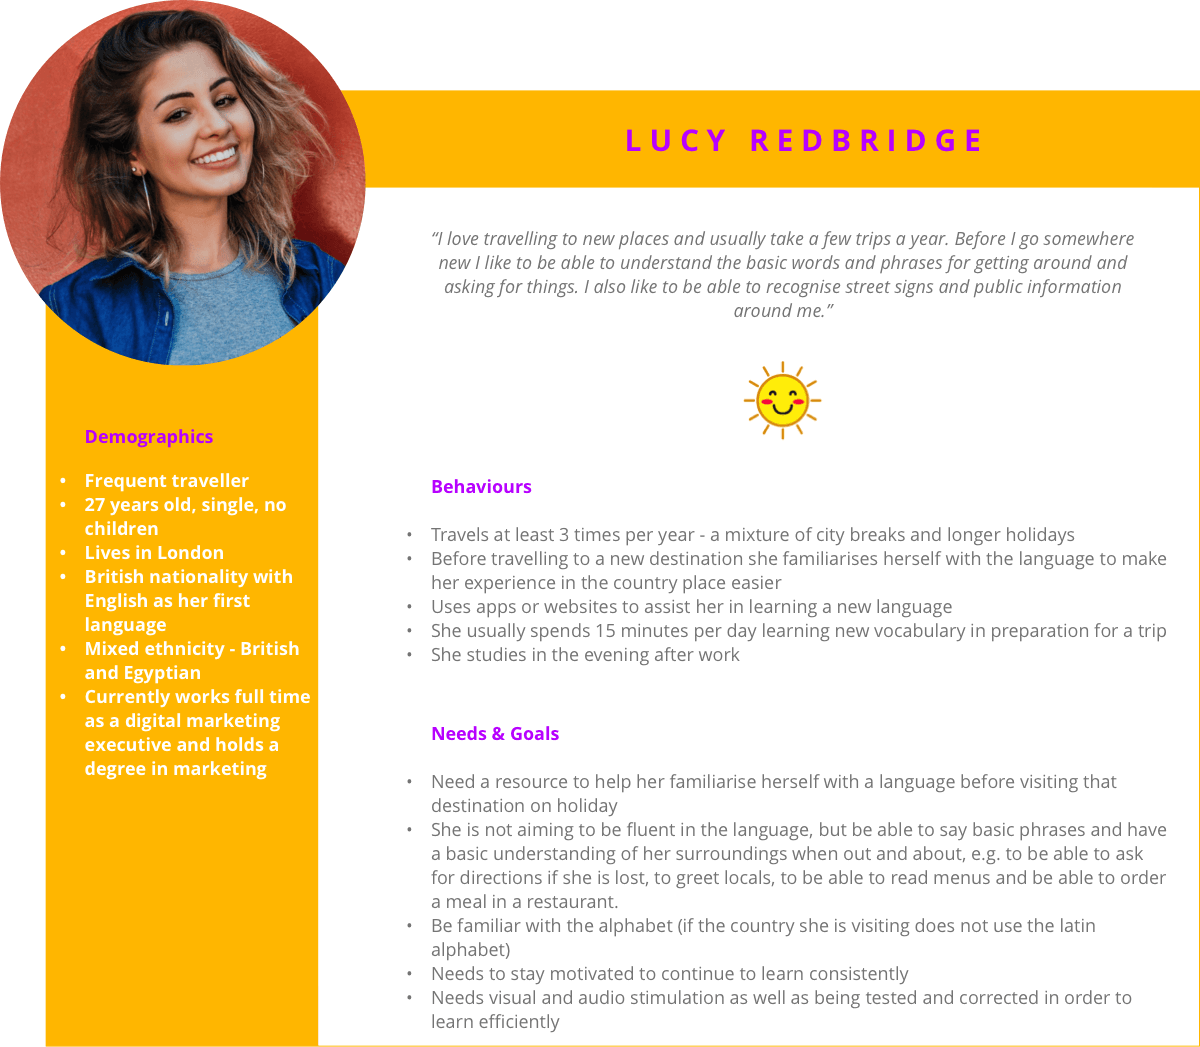 LUCY REDBRIDGE
“I love travelling to new places and usually take a few trips a year. Before I go somewhere
new I like to be able to understand the basic words and phrases for getting around and
asking for things. I also like to be able to recognise street signs and public information
around me.”
Demographics
• Frequent traveller
• 27 years old, single, no
children
• Lives in London
• British nationality with
English as her first
language
• Mixed ethnicity - British
and Egyptian
• Currently works full time
as a digital marketing
executive and holds a
degree in marketing
Behaviours
• Travels at least 3 times per year - a mixture of city breaks and longer holidays
• Before travelling to a new destination she familiarises herself with the language to make
her experience in the country place easier
• Uses apps or websites to assist her in learning a new language
• She usually spends 15 minutes per day learning new vocabulary in preparation for a trip
• She studies in the evening after work
Needs & Goals
• Need a resource to help her familiarise herself with a language before visiting that
destination on holiday
• She is not aiming to be fluent in the language, but be able to say basic phrases and have
a basic understanding of her surroundings when out and about, e.g. to be able to ask
for directions if she is lost, to greet locals, to be able to read menus and be able to order
a meal in a restaurant.
• Be familiar with the alphabet (if the country she is visiting does not use the latin
alphabet)
• Needs to stay motivated to continue to learn consistently
• Needs visual and audio stimulation as well as being tested and corrected in order to
learn efficiently